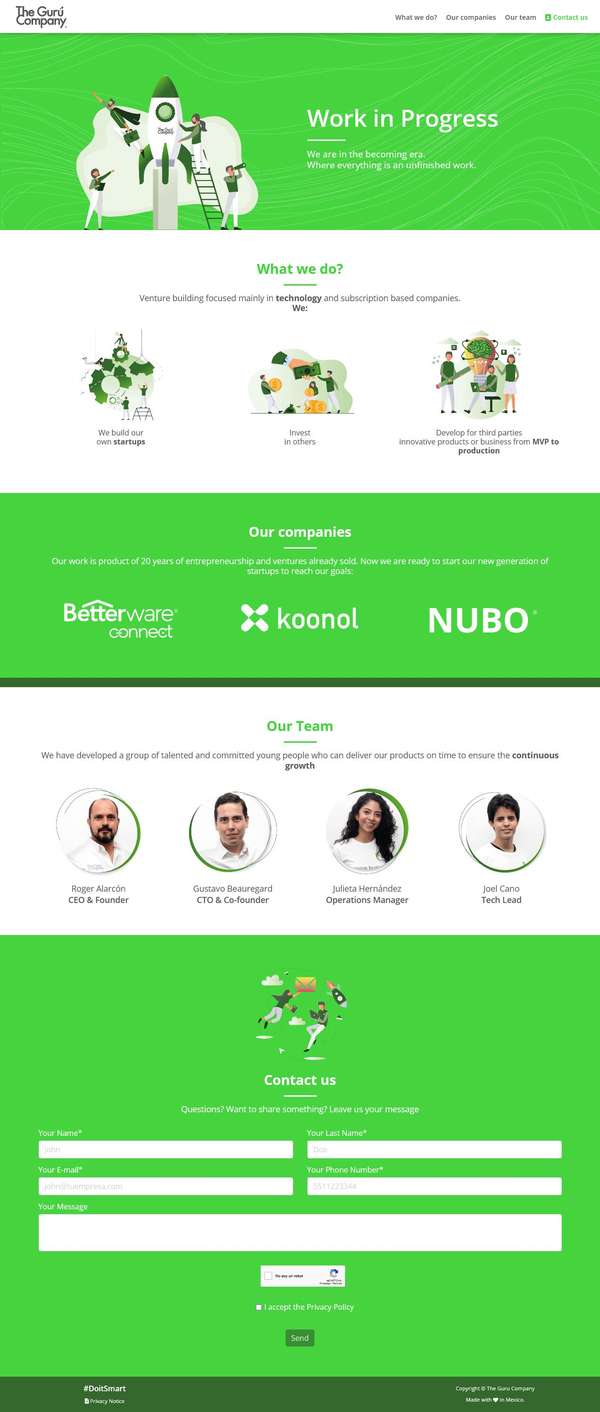 The Gurú
Company.
What we do?
Our companies
Our team
Contact us
Work in Progress
We are in the becoming era.
Where everything is an unfinished work.
What we do?
Venture building focused mainly in technology and subscription based companies.
We:
We build our
own startups
Invest
in others
Develop for third parties
innovative products or business from MVP to
production
Our companies
Our work is product of 20 years of entrepreneurship and ventures already sold. Now we are ready to start our new generation of
startups to reach our goals:
Betterware®
connect
koonol
NUBO®
Our Team
We have developed a group of talented and committed young people who can deliver our products on time to ensure the continuous
growth
Roger Alarcón
CEO & Founder
Gustavo Beauregard
CTO & Co-founder
Julieta Hernández
Operations Manager
Joel Cano
Tech Lead
Contact us
Questions? Want to share something? Leave us your message
Your Name*
Your Last Name*
John
Doe
Your E-mail*
Your Phone Number*
john@tuempresa.com
5511223344
Your Message
No soy un robot
reCAPTCHA
I accept the Privacy Policy
Send
#DoitSmart
Privacy Notice
Copyright © The Guru Company
Made with ❤ in Mexico.